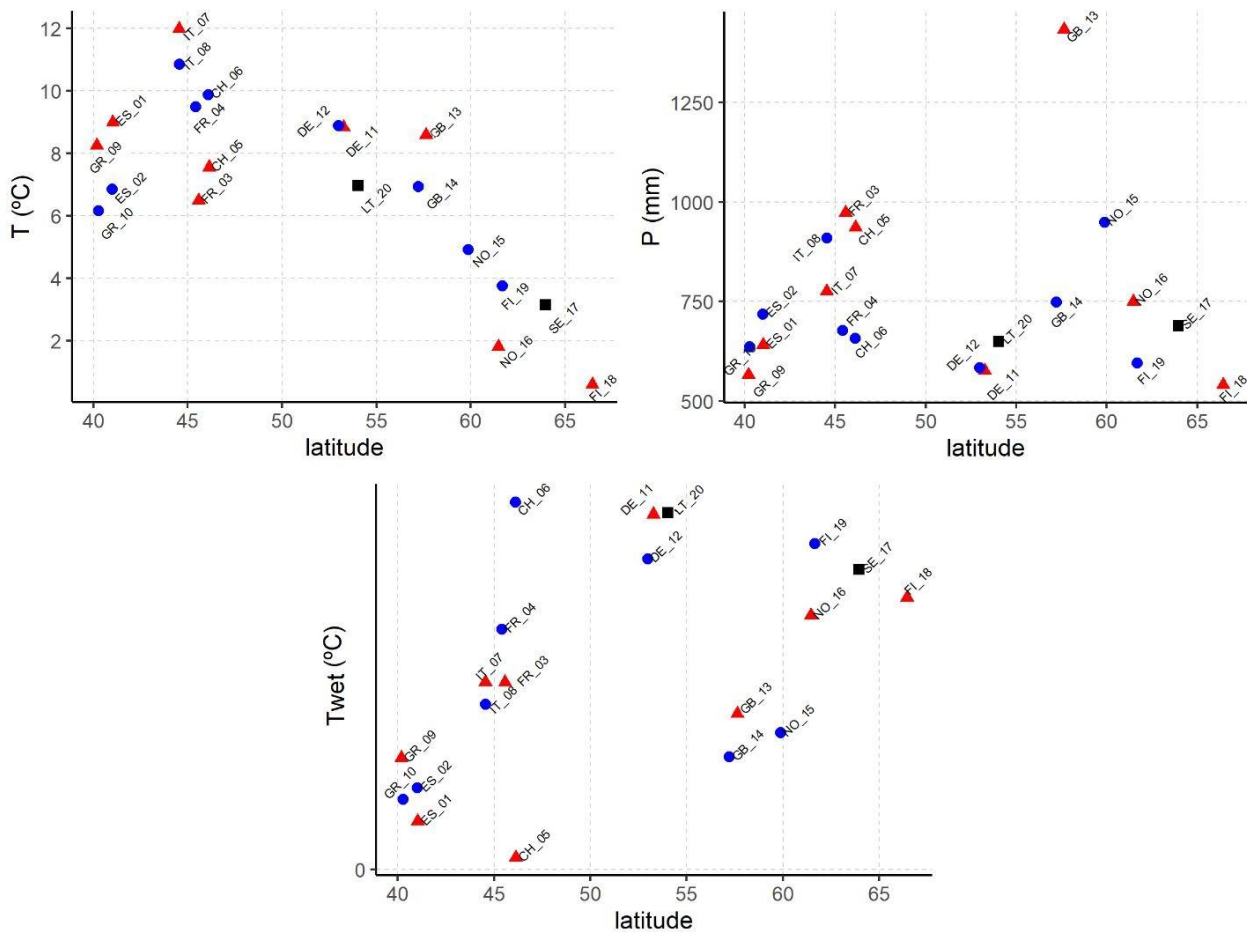 T (ºC)
12
10
8
6
4
2
IT_07
IT_08
CH_06
FR_04
ES_01
GR_09
CH_05
FR_03
ES_02
GR_10
DE_12
DE_11
GB_13
LT_20
GB_14
NO_15
FI_19
SE_17
NO_16
FI_18
40 45 50 55 60 65
latitude
P (mm)
1250
1000
750
500
GB_13
FR_03
CH_05
IT_08
NO_15
IT_07
ES_02
GB_14
NO_16
SE_17
FR_04
CH_06
ES_01
GR_1
GR_09
DE_12
LT_20
DE_11
FI_19
FI_18
40 45 50 55 60 65
latitude
Twet (ºC)
0
CH_06
DE_11
LT_20
DE_12
FI_19
SE_17
FI_18
NO_16
FR_04
IT_07
FR_03
IT_08
GB_13
NO_15
GB_14
GR_09
GR_10
ES_02
ES_01
CH_05
40 45 50 55 60 65
latitude